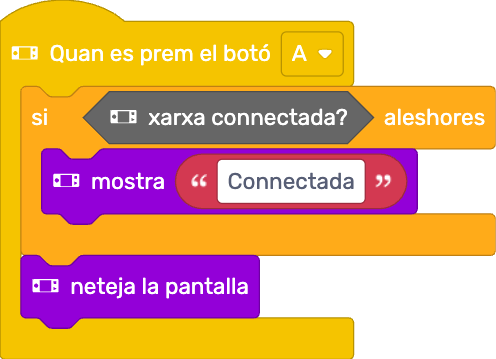 Quan es prem el botó A
si xarxa connectada? aleshores
mostra “ Connectada ”
neteja la pantalla